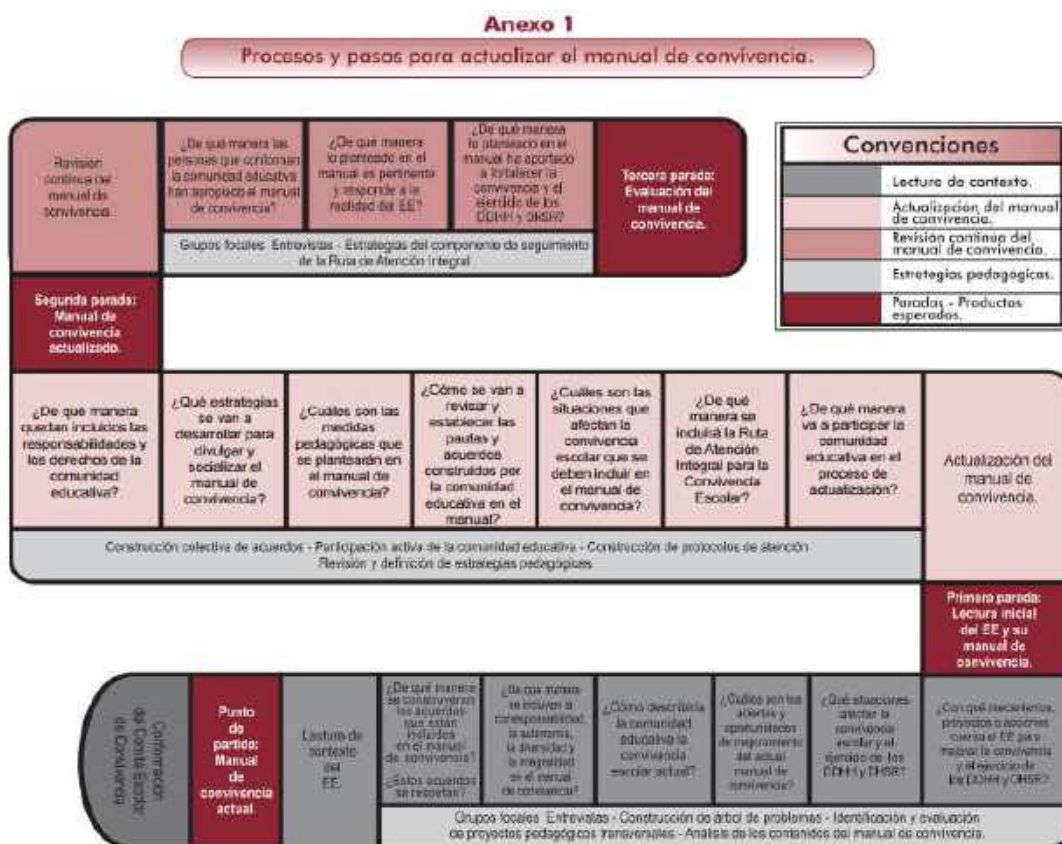 Anexo 1
Procesos y pasos para actualizar el manual de convivencia.
Revisión
continua del
manual de
convivencia.
¿De qué manera las
personas que conforman
la comunidad educativa
han apropiado el manual
de convivencia?
¿De qué manera
lo planteado en el
manual es pertinente
y responde a la
realidad del EE?
¿De qué manera
lo planteado en el
manual ha aportado
a fortalecer la
convivencia y el
ejercicio de los
DDHH y DHSR?
Tercera parada:
Evaluación del
manual de
convivencia.
Grupos focales Entrevistas - Estrategias del componente de seguimiento
de la Ruta de Atención Integral
Convenciones
Lectura de contexto.
Actualización del manual
de convivencia.
Revisión continua del
manual de convivencia.
Estrategias pedagógicas.
Paradas - Productos
esperados.
Segunda parada:
Manual de
convivencia
actualizado.
¿De qué manera
quedan incluidos las
responsabilidades y
los derechos de la
comunidad
educativa?
¿Qué estrategias
se van a
desarrollar para
divulgar y
socializar el
manual de
convivencia?
¿Cuáles son las
medidas
pedagógicas que
se plantearán en
el manual de
convivencia?
¿Cómo se van a
revisar y
establecer las
pautas y
acuerdos
construidos por
la comunidad
educativa en el
manual?
¿Cuáles son las
situaciones que
afectan la
convivencia
escolar que se
deben incluir en
el manual de
convivencia?
¿De qué
manera se
incluirá la Ruta
de Atención
Integral para la
Convivencia
Escolar?
¿De qué manera
va a participar la
comunidad
educativa en el
proceso de
actualización?
Actualización del
manual de
convivencia.
Construcción colectiva de acuerdos - Participación activa de la comunidad educativa - Construcción de protocolos de atención
Revisión y definición de estrategias pedagógicas
Primera parada:
Lectura inicial
del EE y su
manual de
convivencia.
Conformación
de Comité Escolar
de Convivencia
Punto
de
partida:
Manual de
convivencia
actual.
Lectura de
contexto
del
EE.
¿De qué manera
se construyeron
los acuerdos
que están
incluidos
en el manual
de convivencia?
¿Estos acuerdos
se respetan?
¿De qué manera
se incluyen la
corresponsabilidad,
la autonomía,
la diversidad y
la integralidad
en el manual
de convivencia?
¿Cómo describiría
la comunidad
educativa la
convivencia
escolar actual?
¿Cuáles son los
aciertos y
oportunidades
de mejoramiento
del actual
manual de
convivencia?
¿Qué situaciones
afectan la
convivencia
escolar y el
ejercicio de los
DDHH y DHSR?
¿Con qué mecanismos,
proyectos o acciones
cuenta el EE para
mejorar la convivencia
y el ejercicio de
los DDHH y DHSR?
Grupos focales Entrevistas - Construcción de árbol de problemas - Identificación y evaluación
de proyectos pedagógicos transversales - Análisis de los contenidos del manual de convivencia.